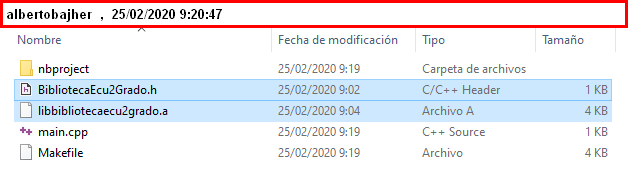 albertobajher , 25/02/2020 9:20:47
Nombre Fecha de modificación Tipo Tamaño
nbproject 25/02/2020 9:19 Carpeta de archivos
BibliotecaEcu2Grado.h 25/02/2020 9:02 C/C++ Header 1 KB
libbibliotecaecu2grado.a 25/02/2020 9:04 Archivo A 4 KB
main.cpp 25/02/2020 9:19 C++ Source 1 KB
Makefile 25/02/2020 9:19 Archivo 4 KB